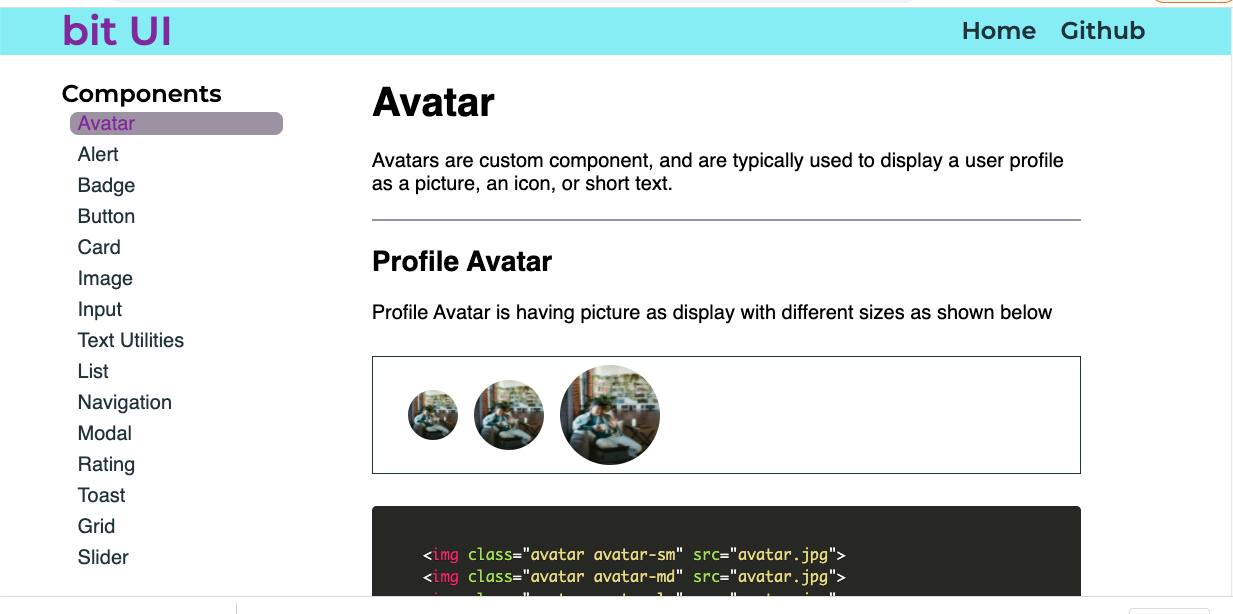 bit UI
Home Github
Components
Avatar
Alert
Badge
Button
Card
Image
Input
Text Utilities
List
Navigation
Modal
Rating
Toast
Grid
Slider
Avatar
Avatars are custom component, and are typically used to display a user profile
as a picture, an icon, or short text.
Profile Avatar
Profile Avatar is having picture as display with different sizes as shown below
<img class="avatar avatar-sm" src="avatar.jpg">
<img class="avatar avatar-md" src="avatar.jpg">